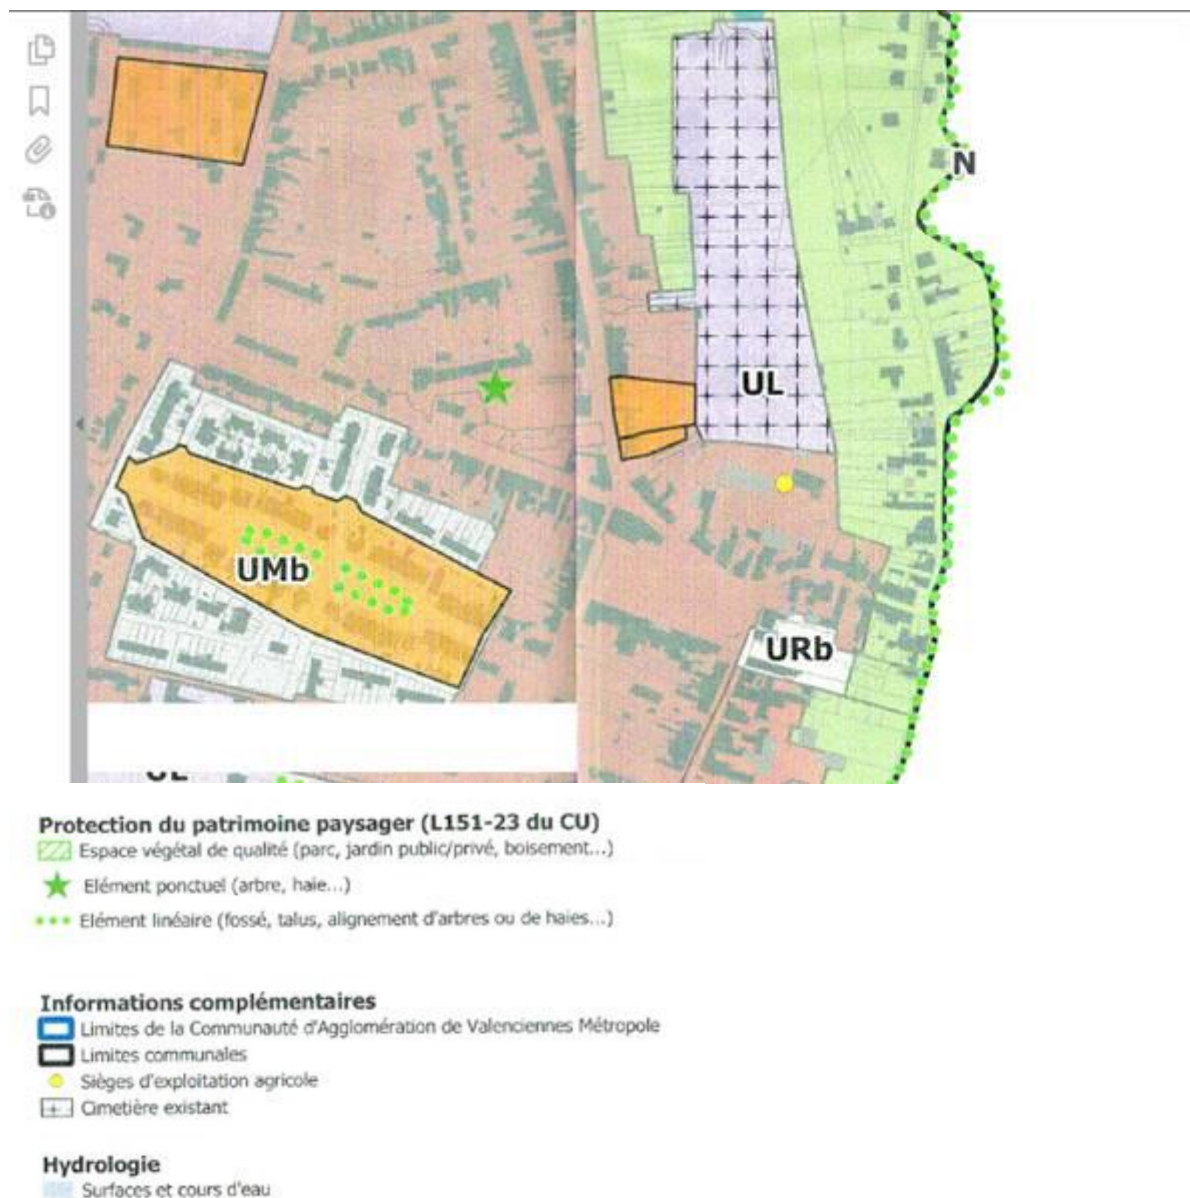 N
UL
UMb
URb
UL
Protection du patrimoine paysager (L151-23 du CU)
Espace végétal de qualité (parc, jardin public/privé, boisement...)
Elément ponctuel (arbre, haie...)
Elément linéaire (fossé, talus, alignement d'arbres ou de haies...)
Informations complémentaires
Limites de la Communauté d'Agglomération de Valenciennes Métropole
Limites communales
Sièges d'exploitation agricole
Cimetière existant
Hydrologie
Surfaces et cours d'eau